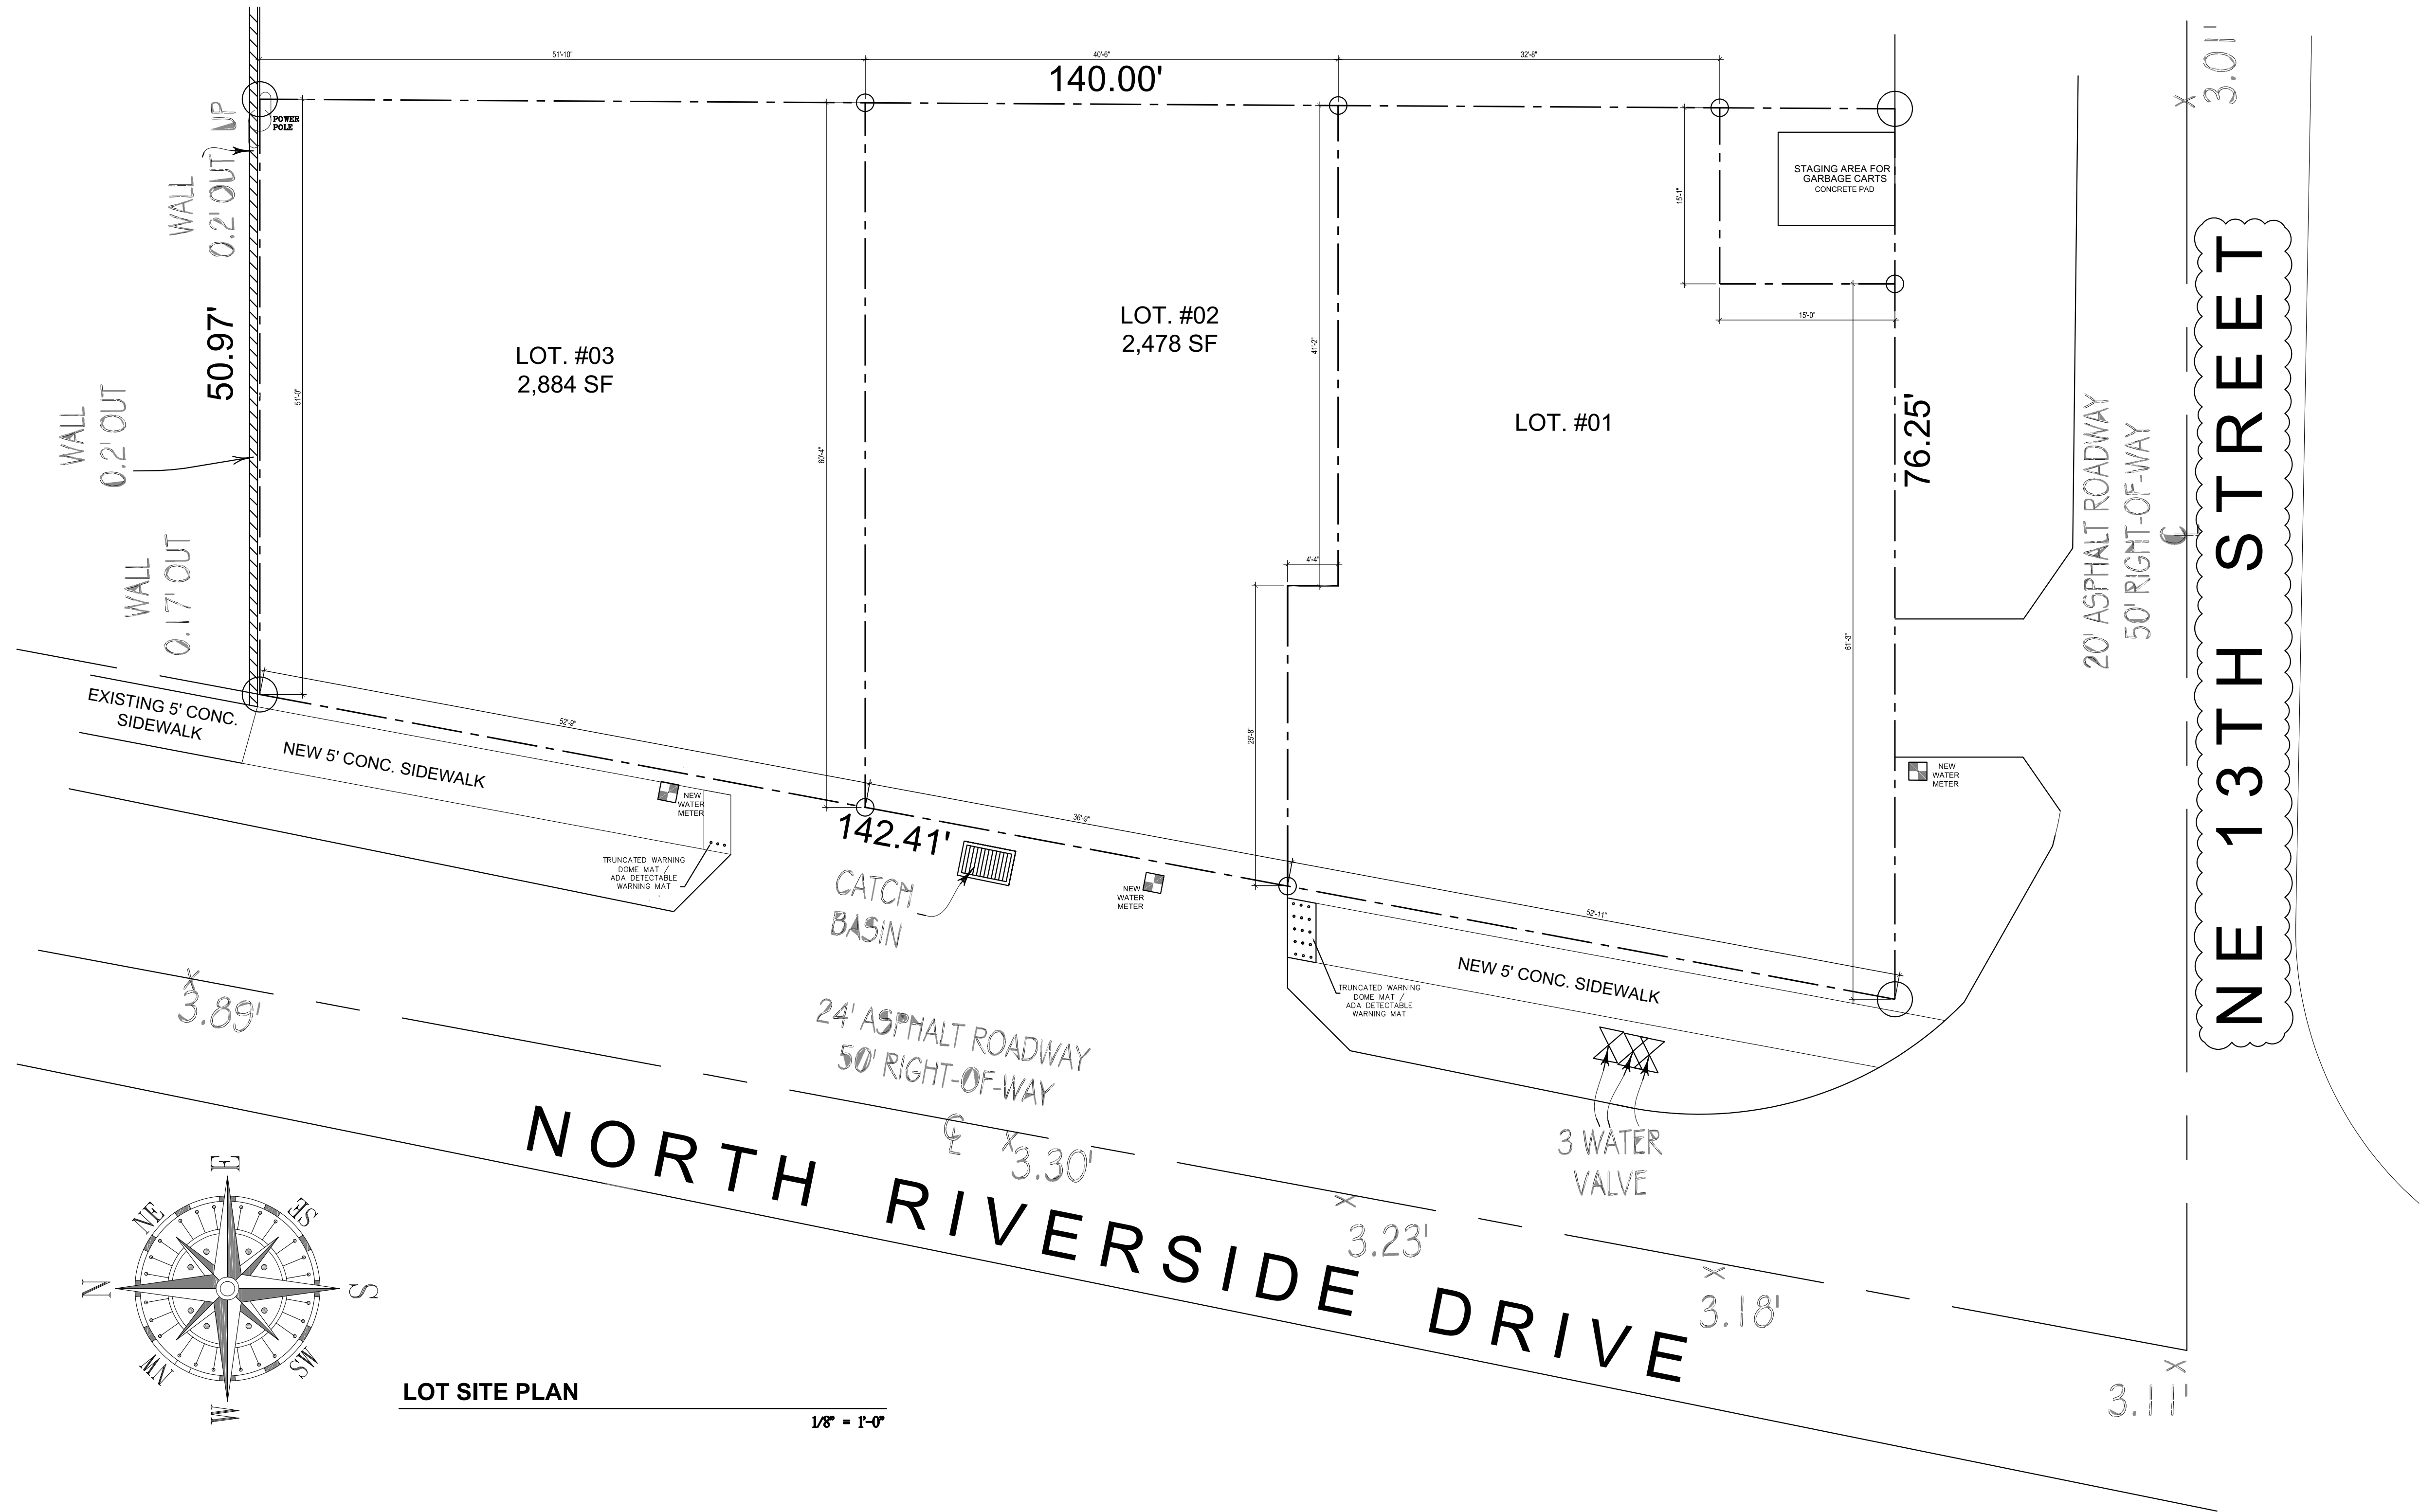 51'-10"
40'-6"
32'-8"
140.00'
POWER
POLE
WALL
0.2' OUT UP
STAGING AREA FOR
GARBAGE CARTS
CONCRETE PAD
15'-1"
15'-0"
3.01'
50.97'
51'-0"
LOT. #03
2,884 SF
60'-4"
LOT. #02
2,478 SF
41'-2"
LOT. #01
76.25'
WALL
0.2' OUT
WALL
0.17' OUT
4'-4"
25'-8"
61'-3"
20' ASPHALT ROADWAY
50' RIGHT-OF-WAY
NE 13TH STREET
EXISTING 5' CONC.
SIDEWALK
NEW 5' CONC. SIDEWALK
52'-9"
NEW
WATER
METER
TRUNCATED WARNING
DOME MAT /
ADA DETECTABLE
WARNING MAT
142.41'
36'-9"
CATCH
BASIN
NEW
WATER
METER
52'-11"
NEW 5' CONC. SIDEWALK
TRUNCATED WARNING
DOME MAT /
ADA DETECTABLE
WARNING MAT
NEW
WATER
METER
3.89'
24' ASPHALT ROADWAY
50' RIGHT-OF-WAY
3.30'
3 WATER
VALVE
3.23'
3.18'
3.11'
NORTH RIVERSIDE DRIVE
E
NE
SE
N
S
NW
SW
W
LOT SITE PLAN
1/8" = 1'-0"